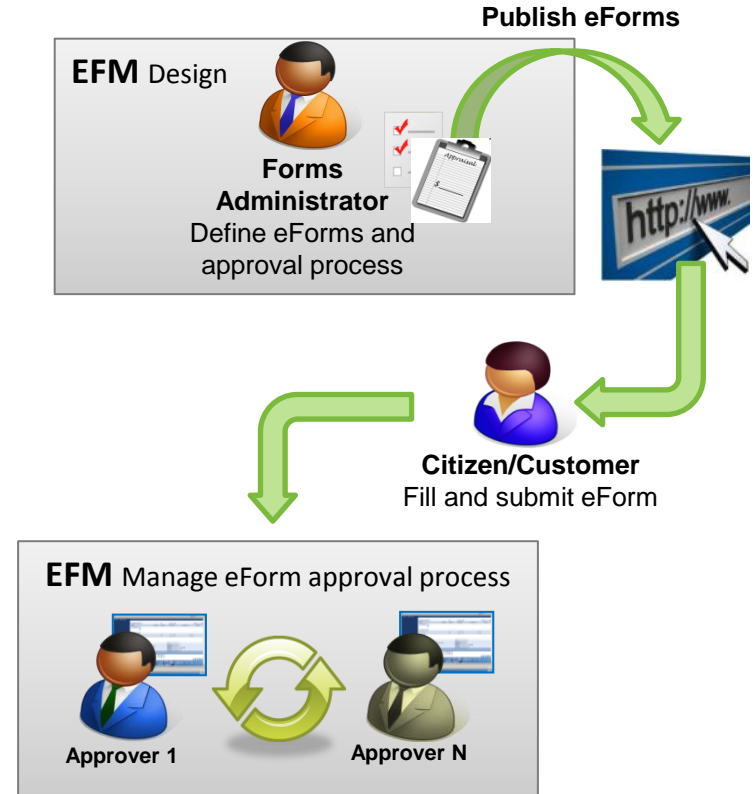 Publish eForms
EFM Design
Appraisal
$
Forms
Administrator
Define eForms and
approval process
http://www.
Citizen/Customer
Fill and submit eForm
EFM Manage eForm approval process
Approver 1
Approver N